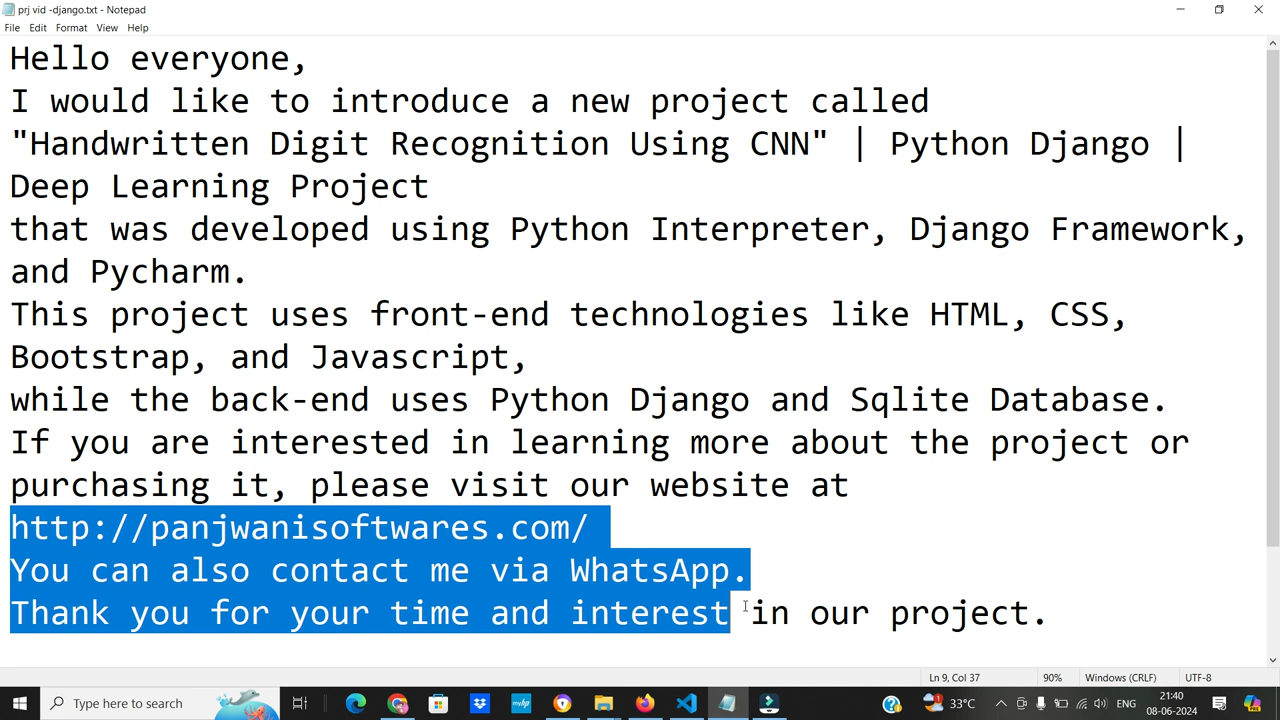 prj vid -django.txt - Notepad
File Edit Format View Help
Hello everyone,
I would like to introduce a new project called
"Handwritten Digit Recognition Using CNN" | Python Django |
Deep Learning Project
that was developed using Python Interpreter, Django Framework,
and Pycharm.
This project uses front-end technologies like HTML, CSS,
Bootstrap, and Javascript,
while the back-end uses Python Django and Sqlite Database.
If you are interested in learning more about the project or
purchasing it, please visit our website at
http://panjwanisoftwares.com/
You can also contact me via WhatsApp.
Thank you for your time and interest in our project.
Ln 9, Col 37 90% Windows (CRLF) UTF-8
Type here to search 33°C ENG 21:40
08-06-2024